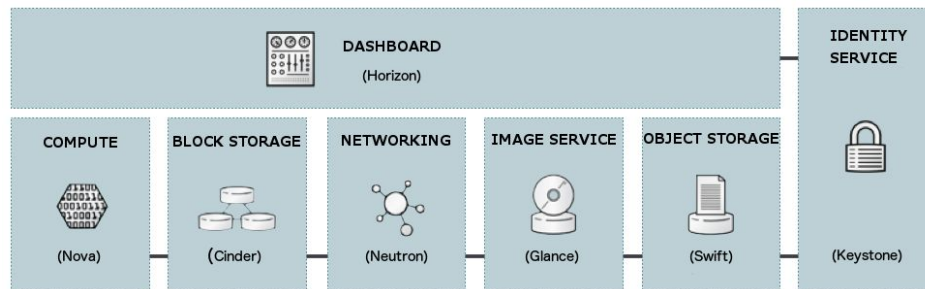 DASHBOARD
(Horizon)
IDENTITY
SERVICE
COMPUTE
(Nova)
BLOCK STORAGE
(Cinder)
NETWORKING
(Neutron)
IMAGE SERVICE
(Glance)
OBJECT STORAGE
(Swift)
(Keystone)